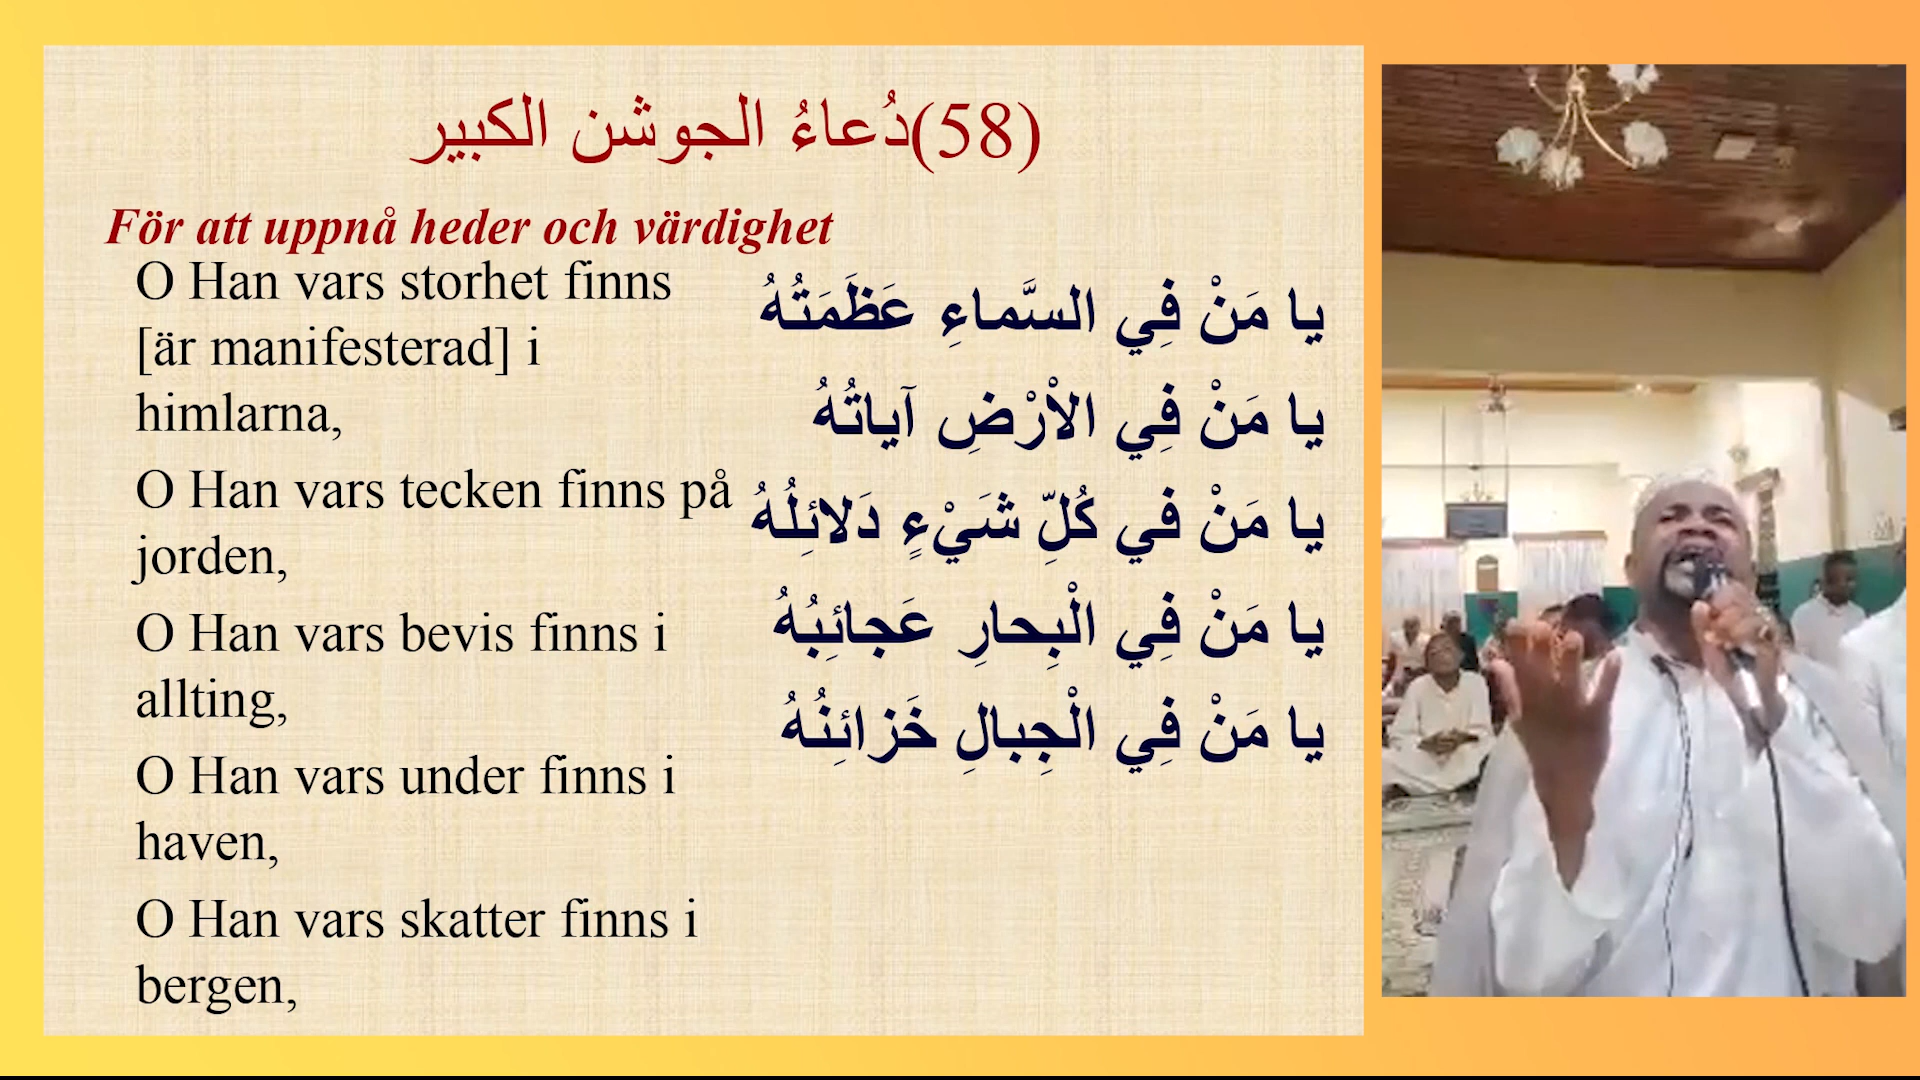 (58)دُعاءُ الجوشن الكبير
För att uppnå heder och värdighet
O Han vars storhet finns
[är manifesterad] i
himlarna,
O Han vars tecken finns på
jorden,
O Han vars bevis finns i
allting,
O Han vars under finns i
haven,
O Han vars skatter finns i
bergen,
يا مَنْ فِي السَّماءِ عَظَمَتُهُ
يا مَنْ فِي الاْرْضِ آياتُهُ
يا مَنْ في كُلِّ شَيْءٍ دَلائِلُهُ
يا مَنْ فِي الْبِحارِ عَجائِبُهُ
يا مَنْ فِي الْجِبالِ خَزائِنُهُ